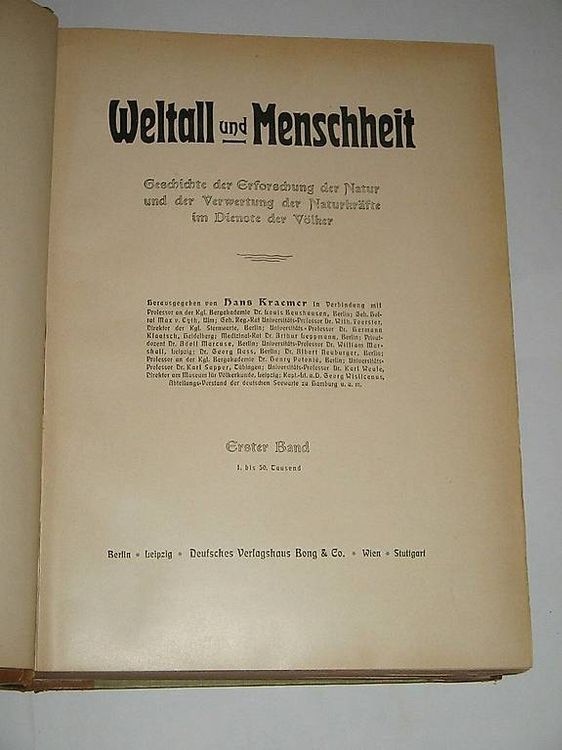 Weltall und Menschheit
Geschichte der Erforschung der Natur
und der Verwertung der Naturkräfte
im Dienste der Völker
Herausgegeben von Hans Kraemer in Verbindung mit
Professor an der Kgl. Bergakademie Dr. Louis Beushausen, Berlin; Geh. Hof-
rat Max v. Eyth, Ulm; Geh. Reg.-Rat Universitäts-Professor Dr. Wilh. Foerster,
Direktor der Kgl. Sternwarte, Berlin; Universitäts-Professor Dr. Hermann
Klaatsch, Heidelberg; Medizinal-Rat Dr. Arthur Leppmann, Berlin; Privat-
dozent Dr. Adolf Marcuse, Berlin; Universitäts-Professor Dr. William Mar-
shall, Leipzig; Dr. Georg Maas, Berlin; Dr. Albert Neuburger, Berlin;
Professor an der Kgl. Bergakademie Dr. Henry Potonié, Berlin; Universitäts-
Professor Dr. Karl Sapper, Tübingen; Universitäts-Professor Dr. Karl Weule,
Direktor am Museum für Völkerkunde, Leipzig; Kapt.-Lt. a.D. Georg Wislicenus,
Abteilungs-Vorstand der deutschen Seewarte zu Hamburg u. a. m.
Erster Band
1. bis 50. Tausend
Berlin * Leipzig * Deutsches Verlagshaus Bong & Co. * Wien * Stuttgart